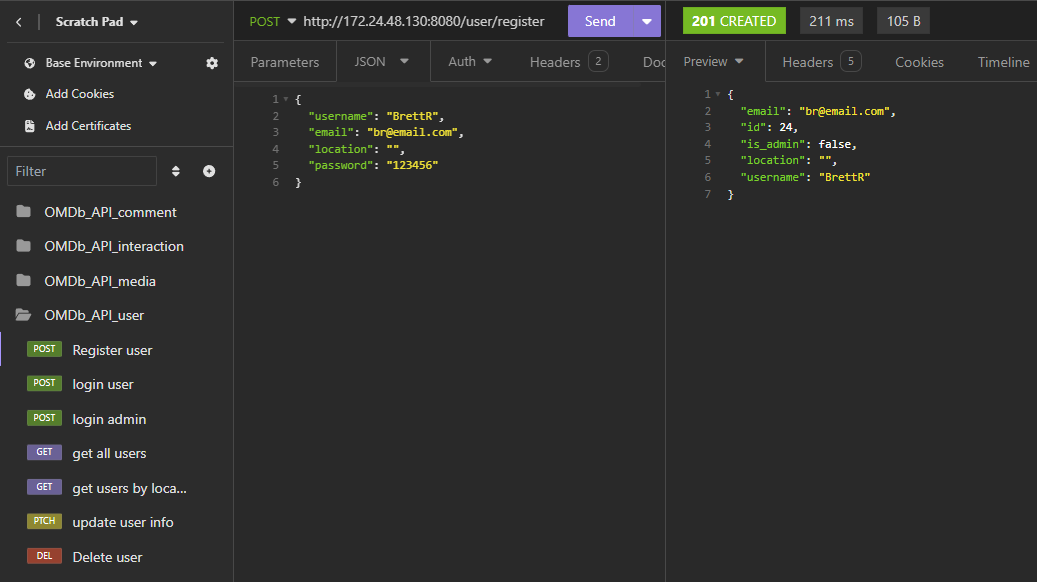 Scratch Pad
POST http://172.24.48.130:8080/user/register Send
201 CREATED 211 ms 105 B
Base Environment
Add Cookies
Add Certificates
Filter
OMDb_API_comment
OMDb_API_interaction
OMDb_API_media
OMDb_API_user
POST Register user
POST login user
POST login admin
GET get all users
GET get users by loca...
PTCH update user info
DEL Delete user
Parameters JSON Auth Headers 2 Doc
1 {
2 "username": "BrettR",
3 "email": "br@email.com",
4 "location": "",
5 "password": "123456"
6 }
Preview Headers 5 Cookies Timeline
1 {
2 "email": "br@email.com",
3 "id": 24,
4 "is_admin": false,
5 "location": "",
6 "username": "BrettR"
7 }